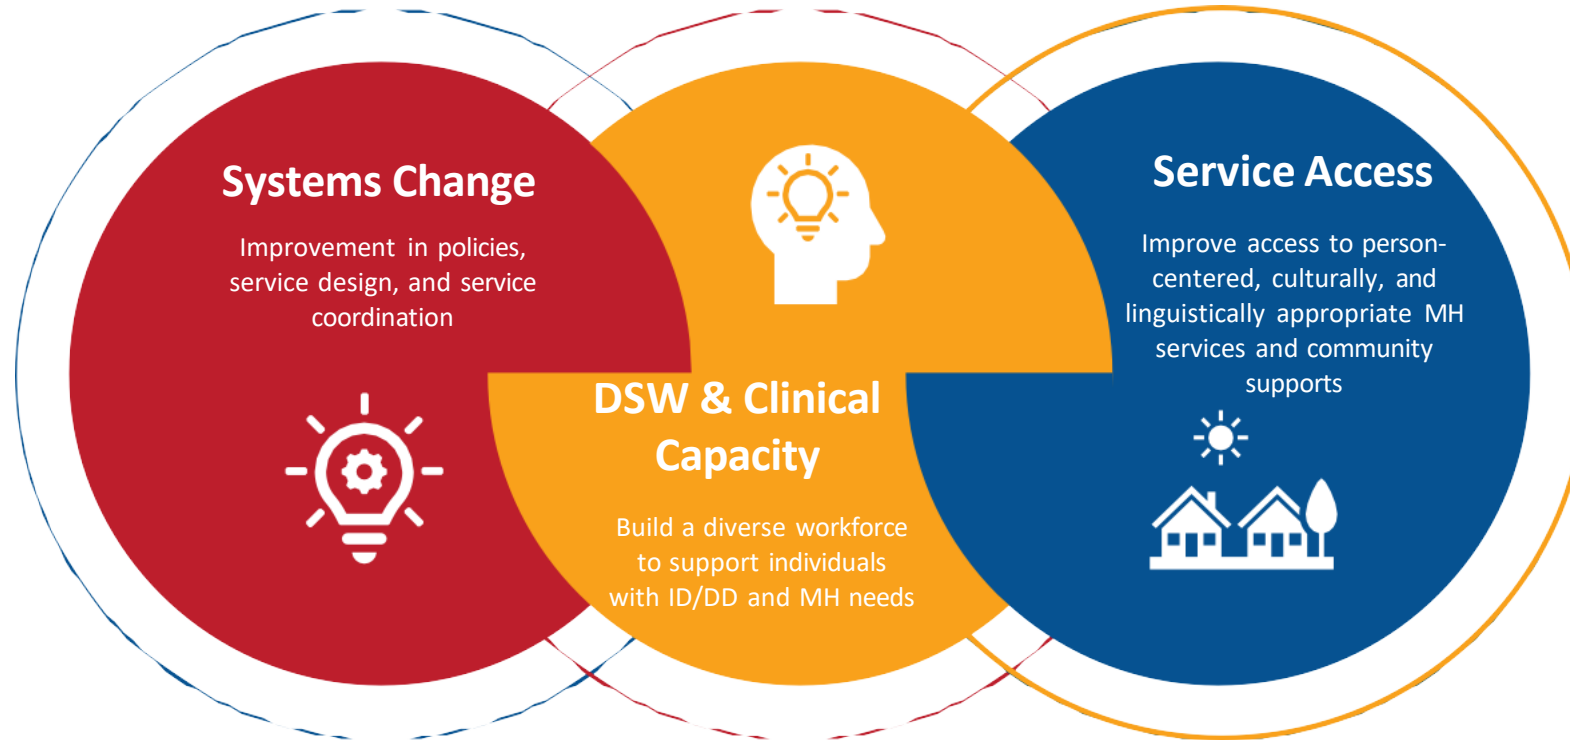 Systems Change
Improvement in policies,
service design, and service
coordination
DSW & Clinical
Capacity
Build a diverse workforce
to support individuals
with ID/DD and MH needs
Service Access
Improve access to person-
centered, culturally, and
linguistically appropriate MH
services and community
supports